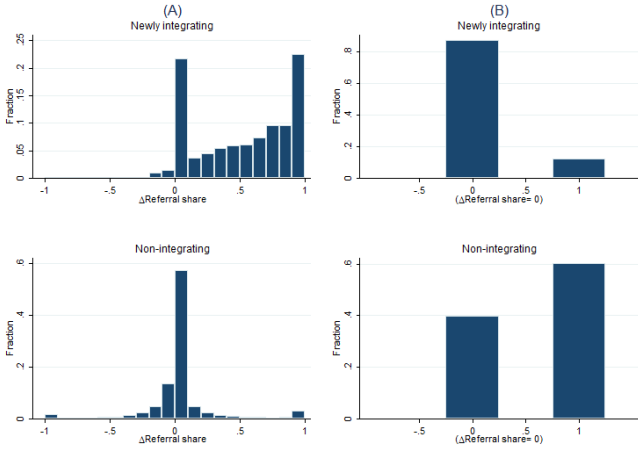 (A)
Newly integrating
Fraction
.25
.2
.15
.1
.05
0
-1
-.5
0
.5
1
ΔReferral share
(B)
Newly integrating
Fraction
.8
.6
.4
.2
0
-.5
0
.5
1
(ΔReferral share= 0)
Non-integrating
Fraction
.6
.4
.2
0
-1
-.5
0
.5
1
ΔReferral share
Non-integrating
Fraction
.6
.4
.2
0
-.5
0
.5
1
(ΔReferral share= 0)